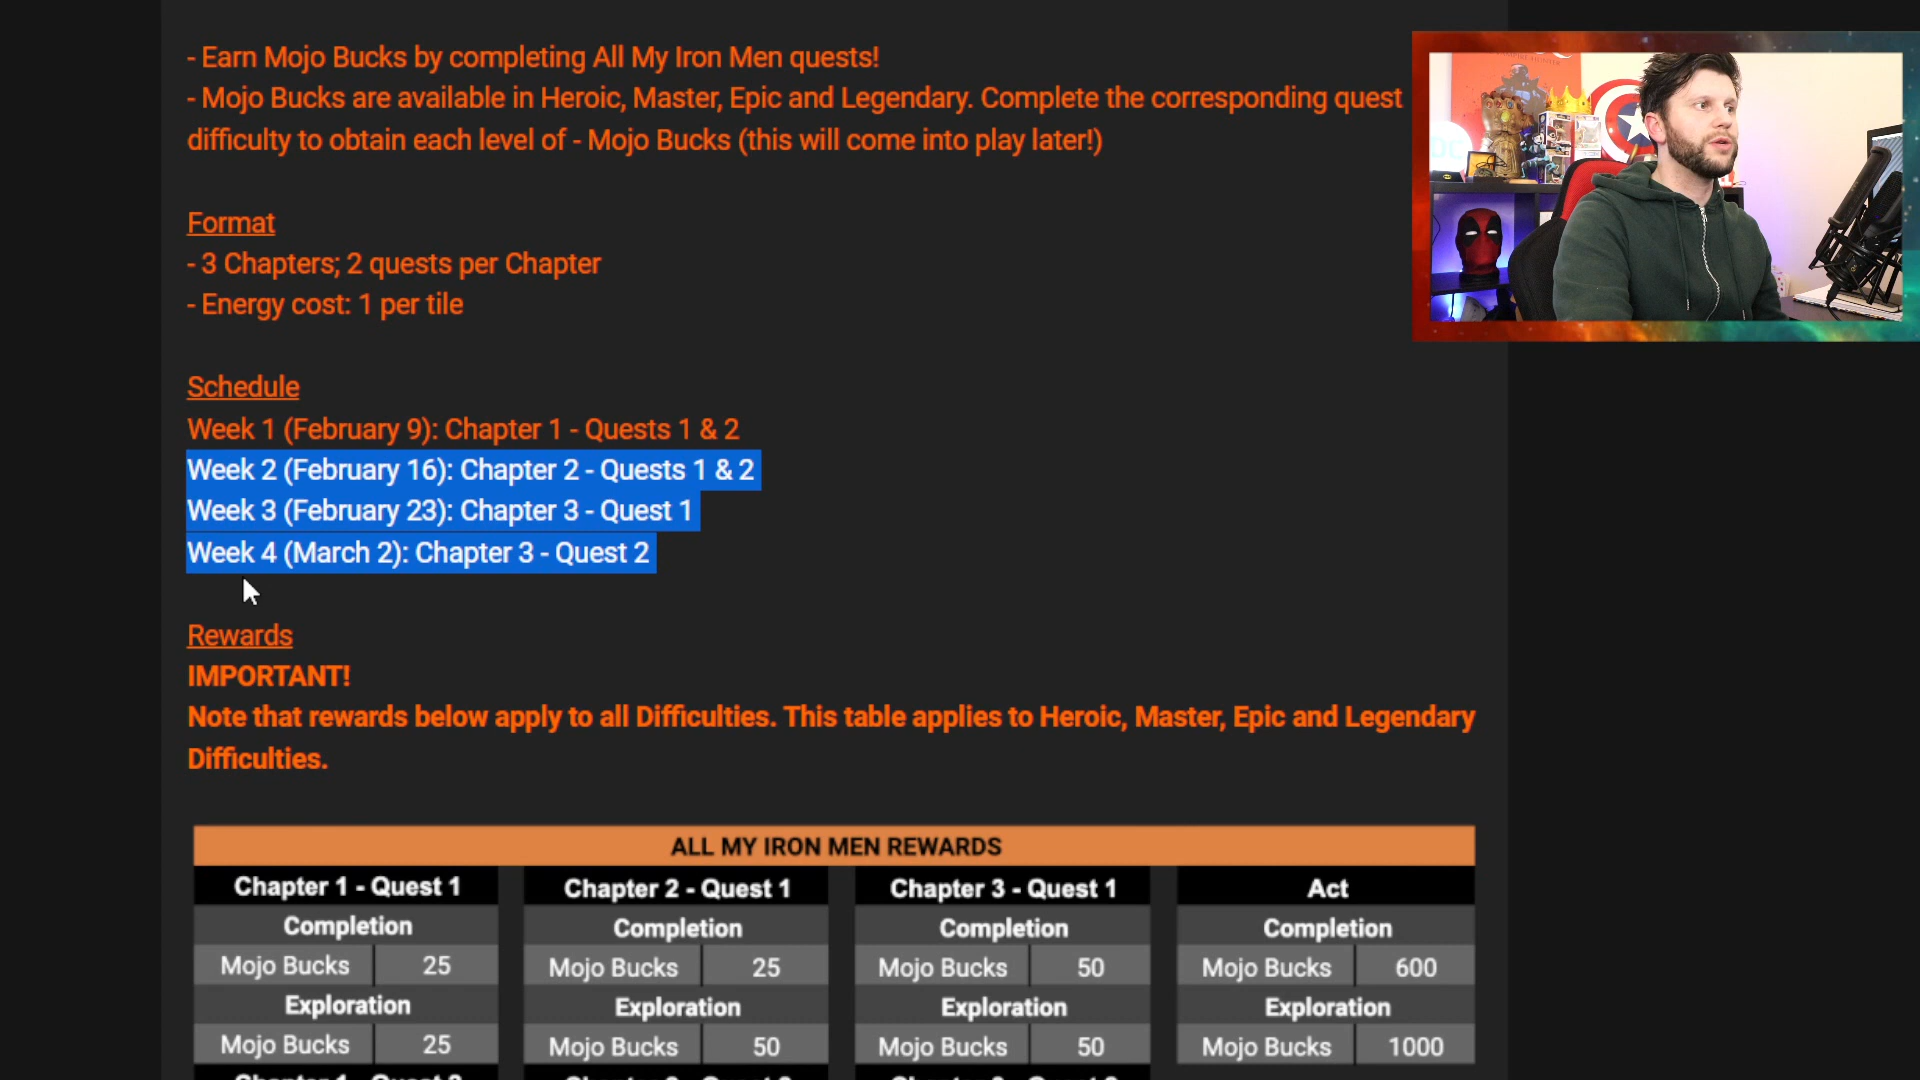 - Earn Mojo Bucks by completing All My Iron Men quests!
- Mojo Bucks are available in Heroic, Master, Epic and Legendary. Complete the corresponding quest
difficulty to obtain each level of - Mojo Bucks (this will come into play later!)
Format
- 3 Chapters; 2 quests per Chapter
- Energy cost: 1 per tile
Schedule
Week 1 (February 9): Chapter 1 - Quests 1 & 2
Week 2 (February 16): Chapter 2 - Quests 1 & 2
Week 3 (February 23): Chapter 3 - Quest 1
Week 4 (March 2): Chapter 3 - Quest 2
Rewards
IMPORTANT!
Note that rewards below apply to all Difficulties. This table applies to Heroic, Master, Epic and Legendary
Difficulties.
ALL MY IRON MEN REWARDS
Chapter 1 - Quest 1 Chapter 2 - Quest 1 Chapter 3 - Quest 1 Act
Completion Completion Completion Completion
Mojo Bucks 25 Mojo Bucks 25 Mojo Bucks 50 Mojo Bucks 600
Exploration Exploration Exploration Exploration
Mojo Bucks 25 Mojo Bucks 50 Mojo Bucks 50 Mojo Bucks 1000